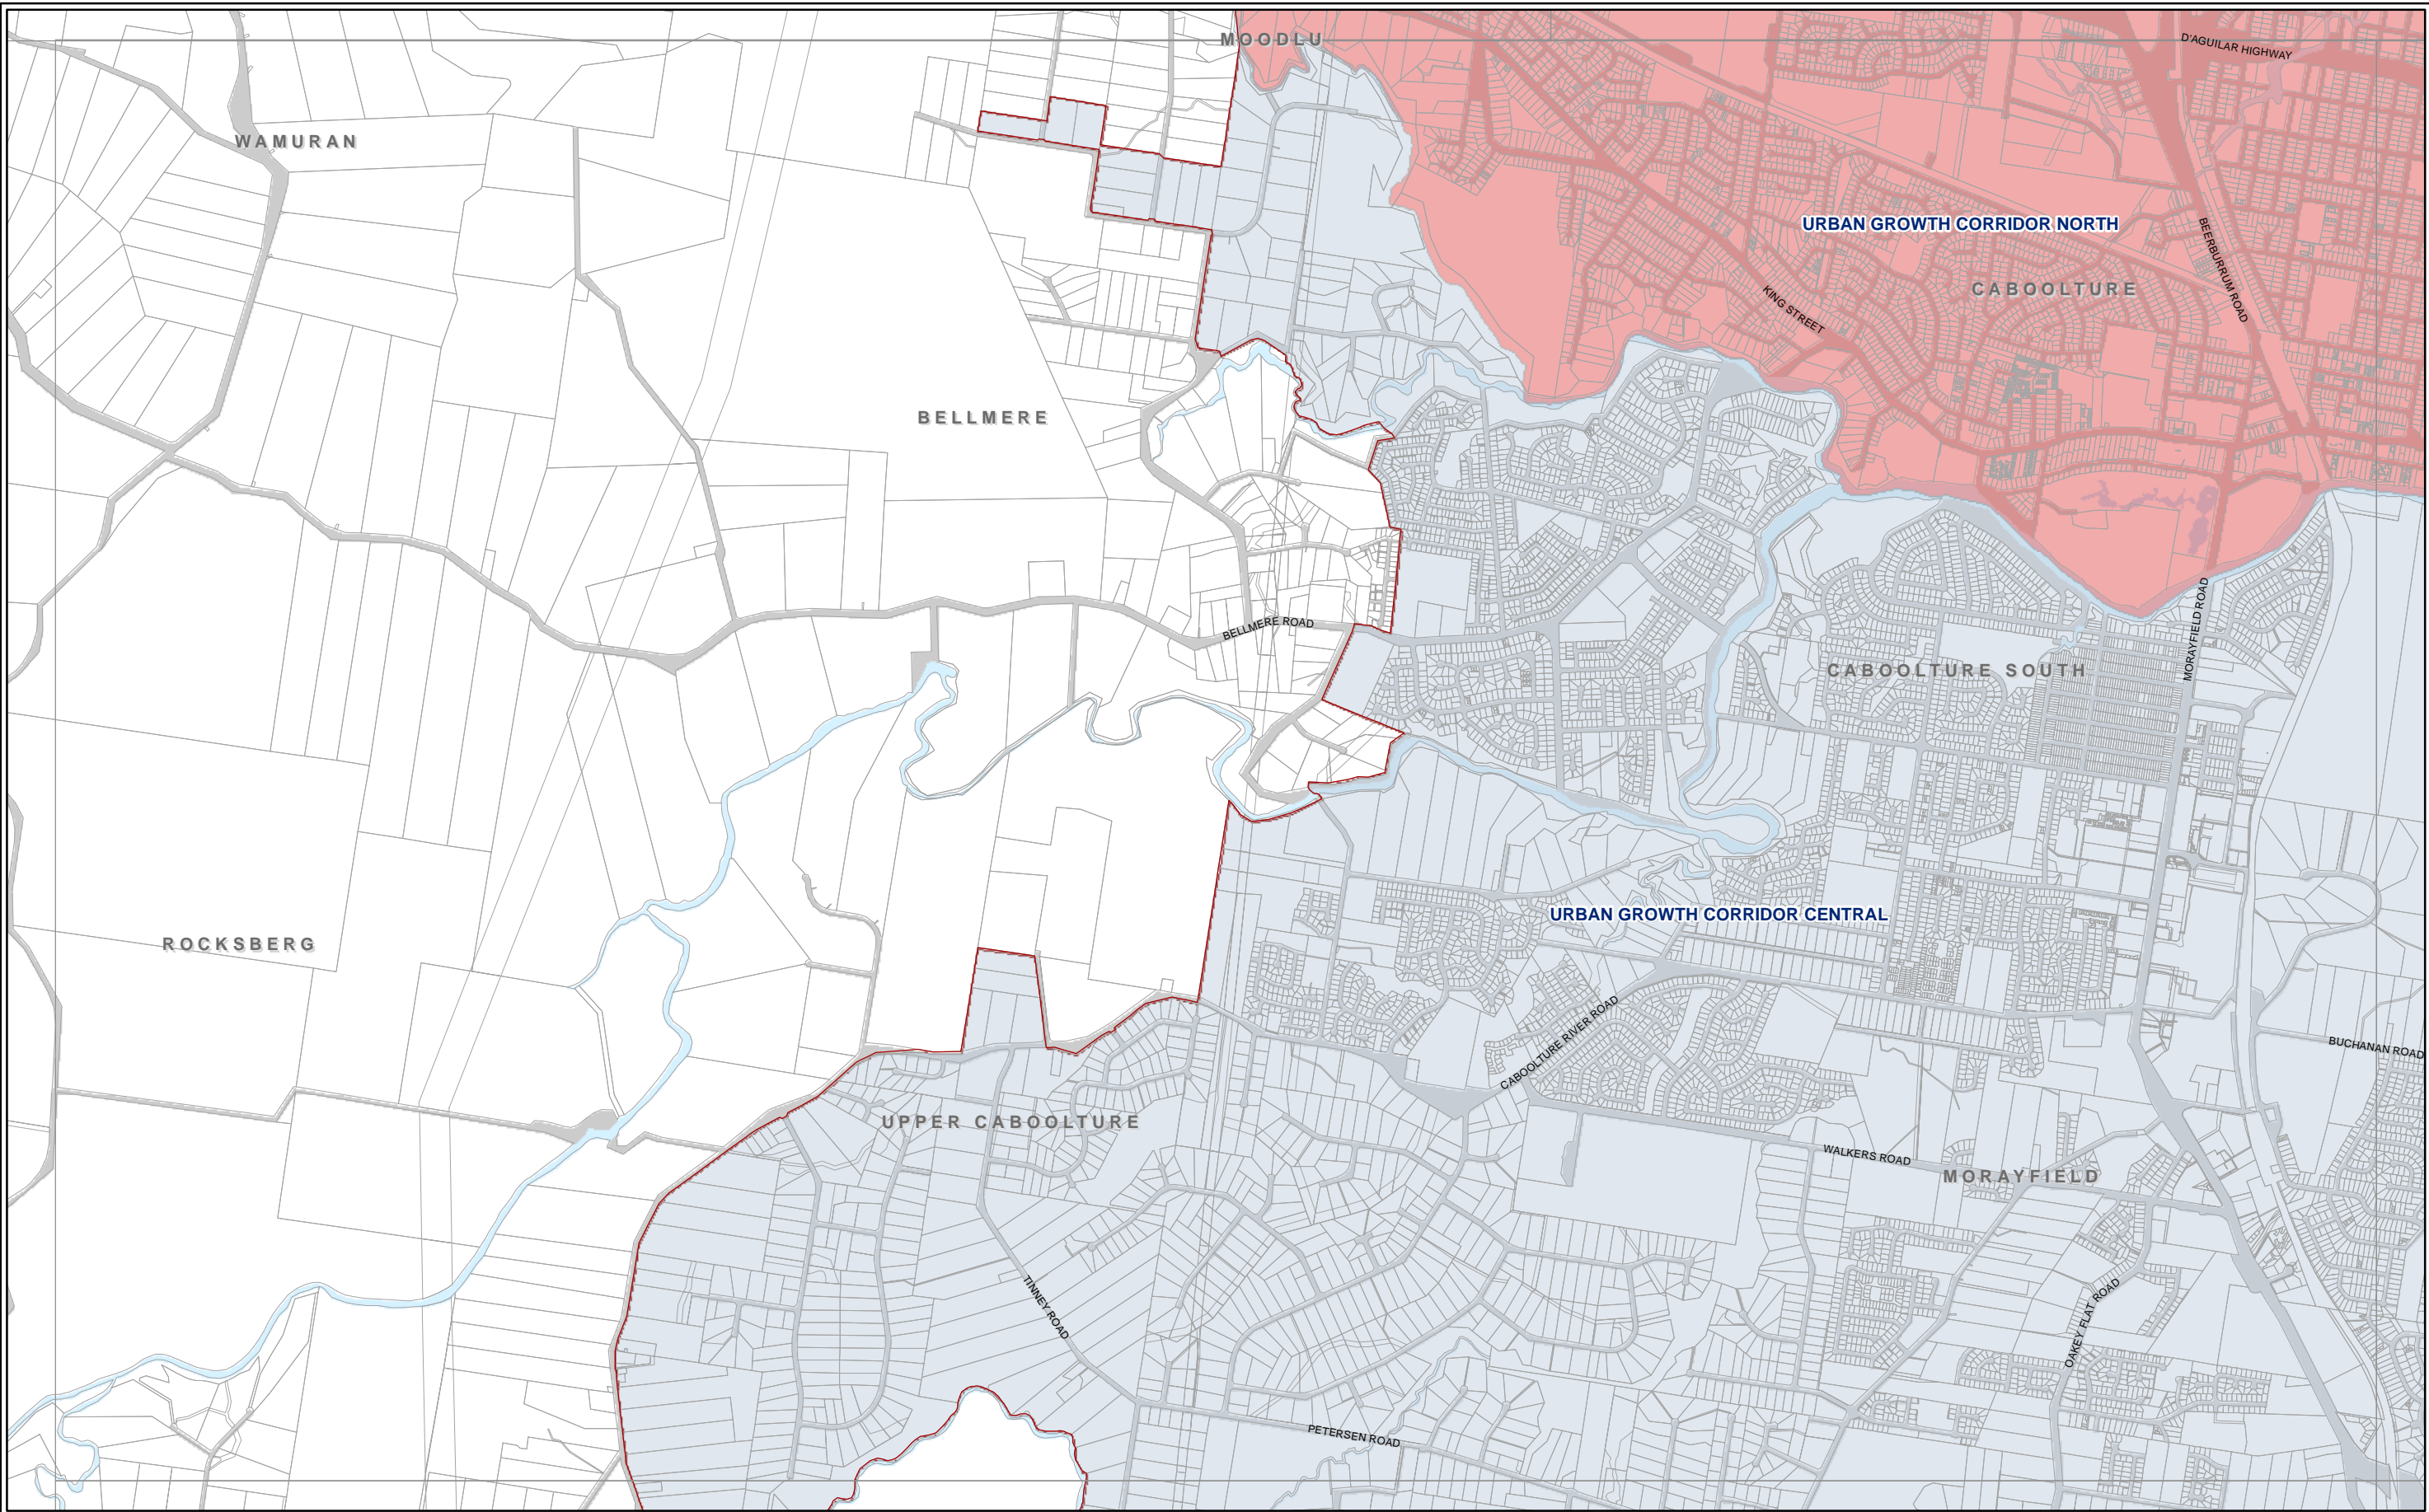 MOODLU
D'AGUILAR HIGHWAY
WAMURAN
URBAN GROWTH CORRIDOR NORTH
BEERBURRUM ROAD
CABOOLTURE
KING STREET
BELLMERE
BELLMERE ROAD
MORAYFIELD ROAD
CABOOLTURE SOUTH
URBAN GROWTH CORRIDOR CENTRAL
ROCKSBERG
CABOOLTURE RIVER ROAD
BUCHANAN ROAD
UPPER CABOOLTURE
WALKERS ROAD
MORAYFIELD
TINNEY ROAD
OAKEY FLAT ROAD
PETERSEN ROAD